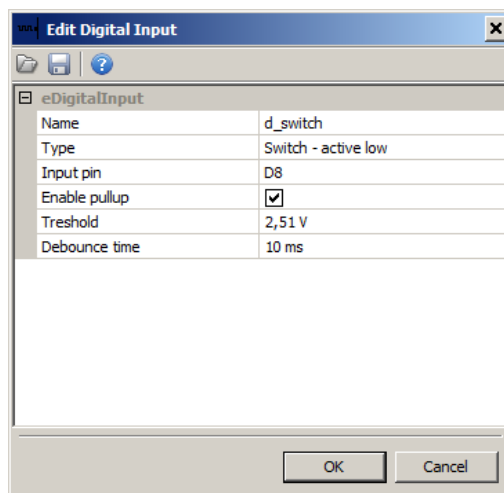 Edit Digital Input
eDigitalInput
Name d_switch
Type Switch - active low
Input pin D8
Enable pullup
Treshold 2,51 V
Debounce time 10 ms
OK Cancel